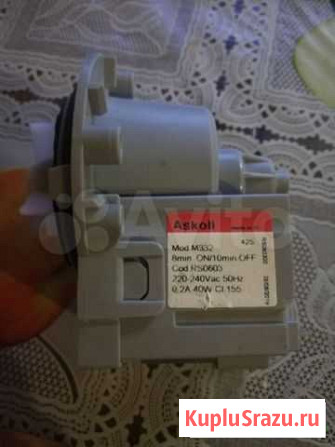 Askoll
425
Mod.M332
8min. ON/10min.OFF
Cod.RS0603
220-240Vac 50Hz
0.2A 40W Cl.155
Avito
KupluSrazu.ru